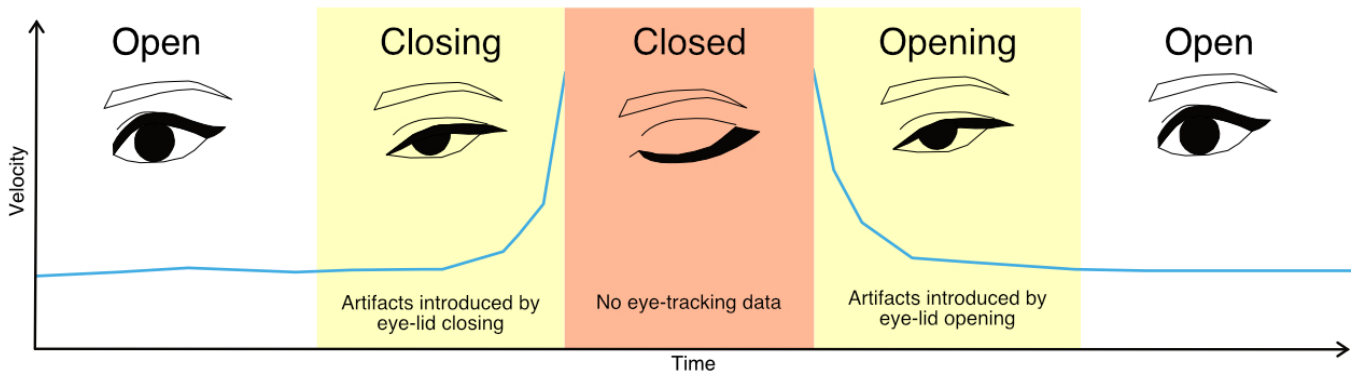 Open
Closing
Closed
Opening
Open
Velocity
Artifacts introduced by
eye-lid closing
No eye-tracking data
Artifacts introduced by
eye-lid opening
Time